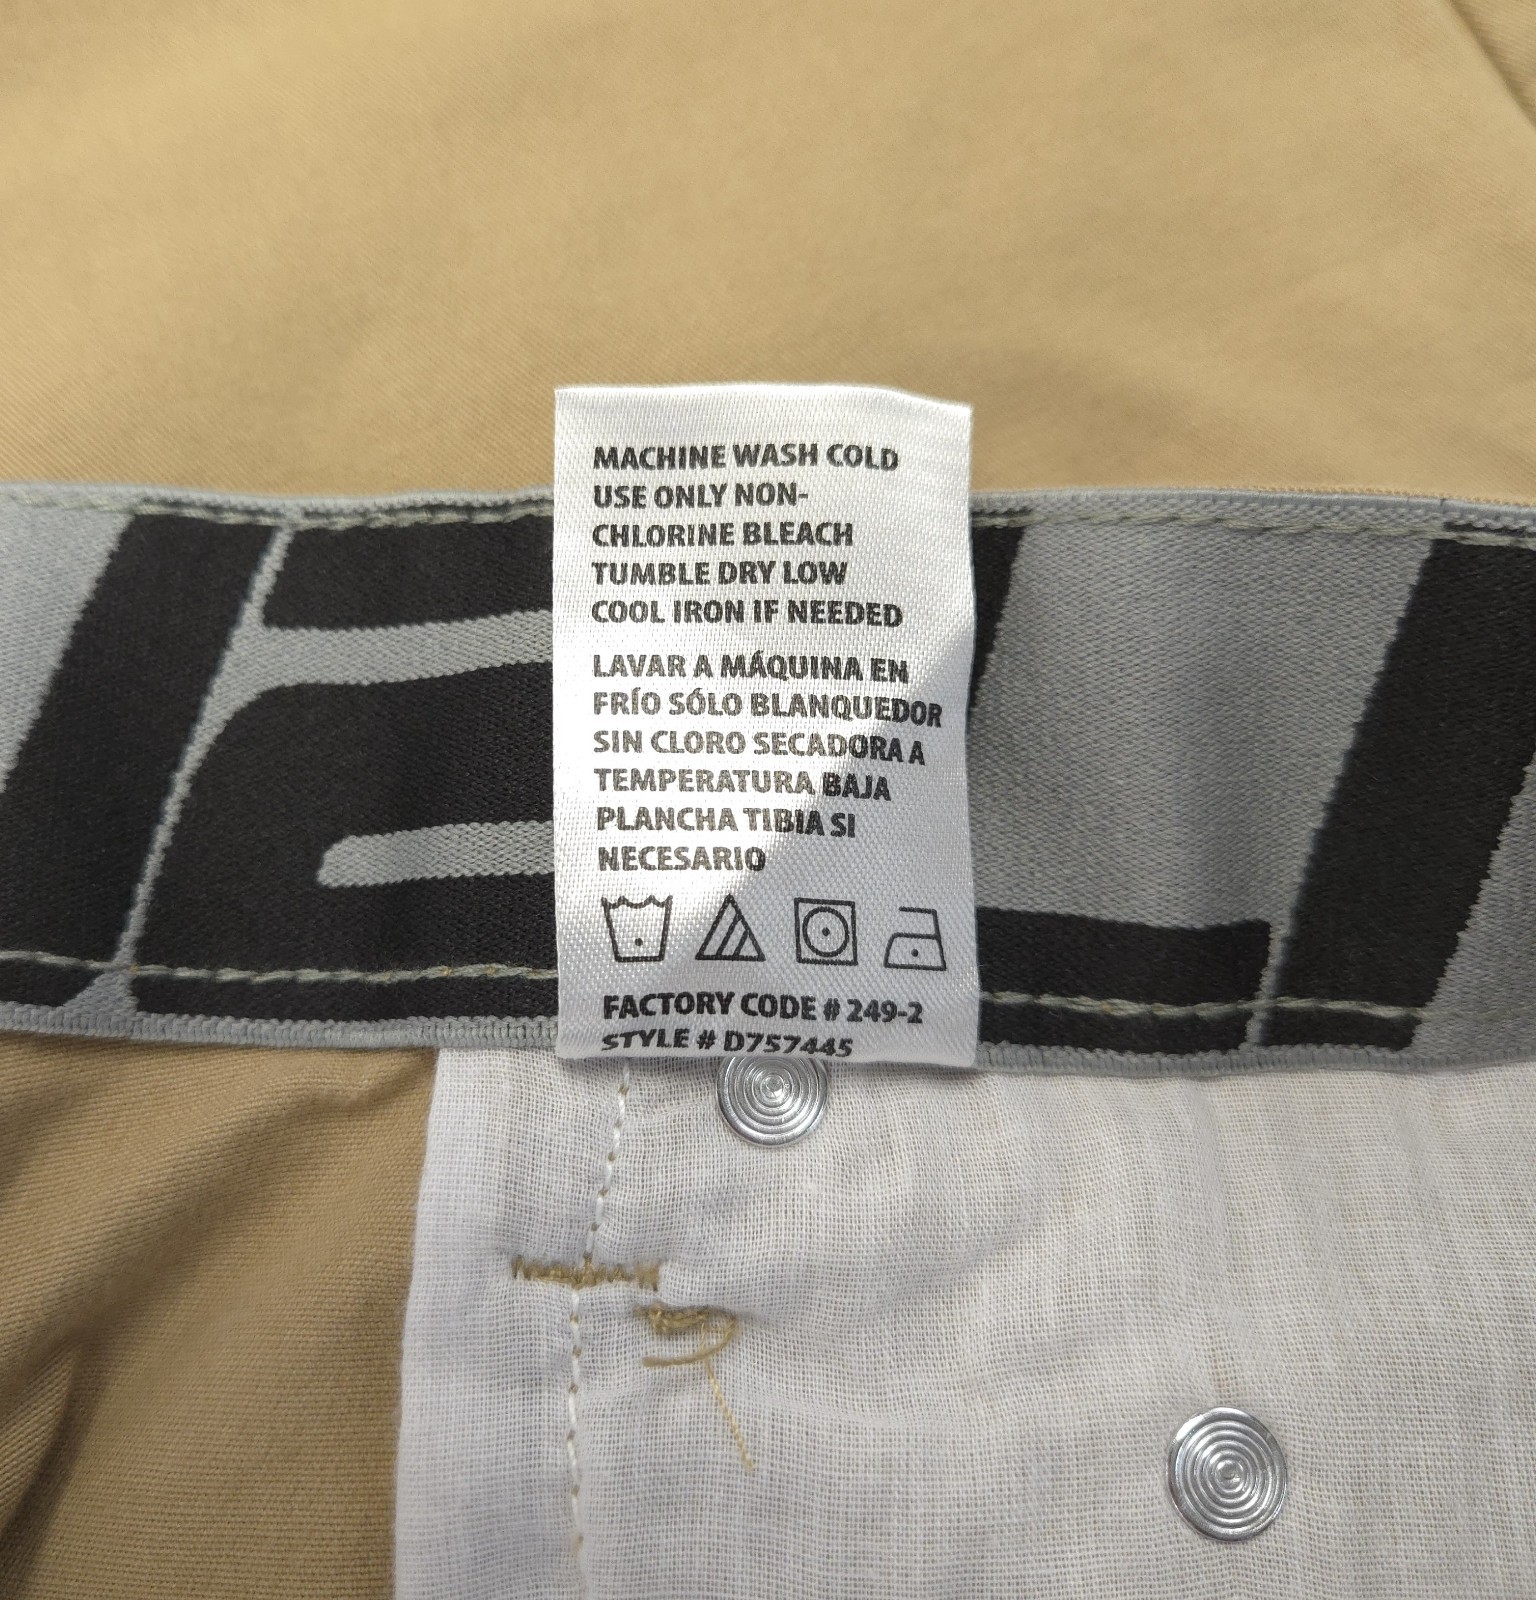 MACHINE WASH COLD
USE ONLY NON-
CHLORINE BLEACH
TUMBLE DRY LOW
COOL IRON IF NEEDED
LAVAR A MÁQUINA EN
FRÍO SÓLO BLANQUEDOR
SIN CLORO SECADORA A
TEMPERATURA BAJA
PLANCHA TIBIA SI
NECESARIO
FACTORY CODE # 249-2
STYLE # D757445